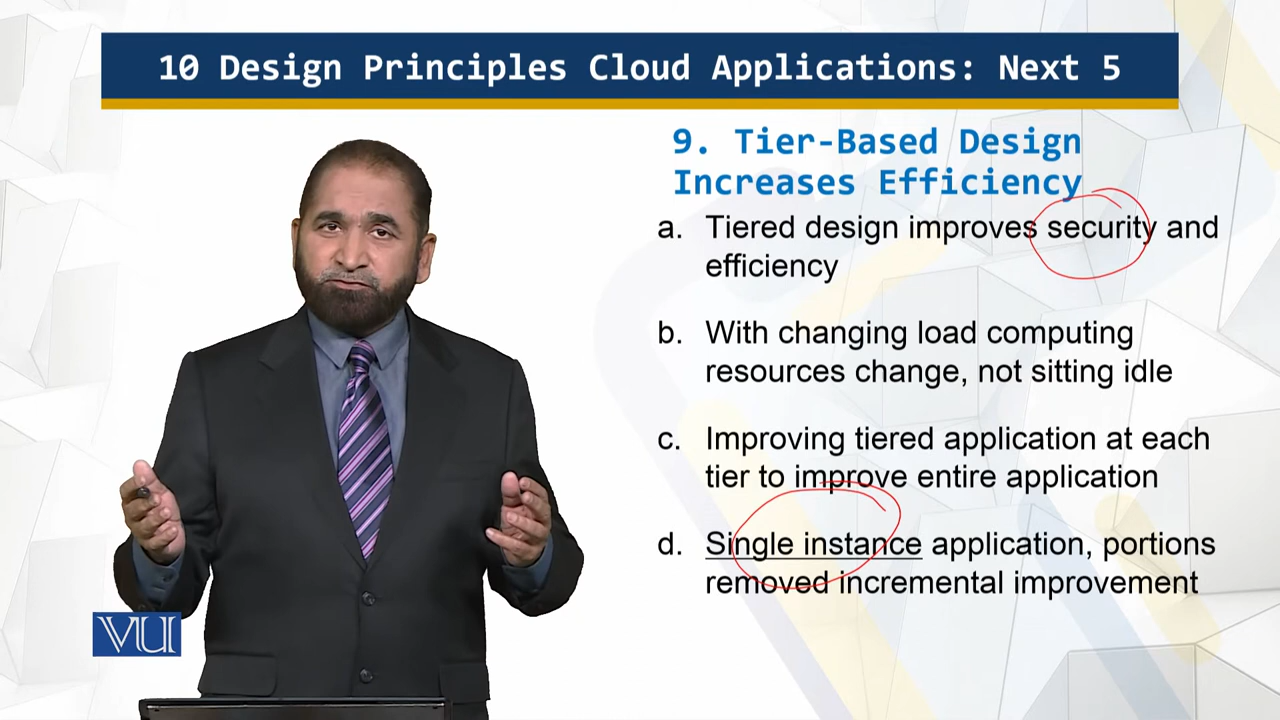 10 Design Principles Cloud Applications: Next 5
9. Tier-Based Design
Increases Efficiency
a. Tiered design improves security and
efficiency
b. With changing load computing
resources change, not sitting idle
c. Improving tiered application at each
tier to improve entire application
d. Single instance application, portions
removed incremental improvement
VU